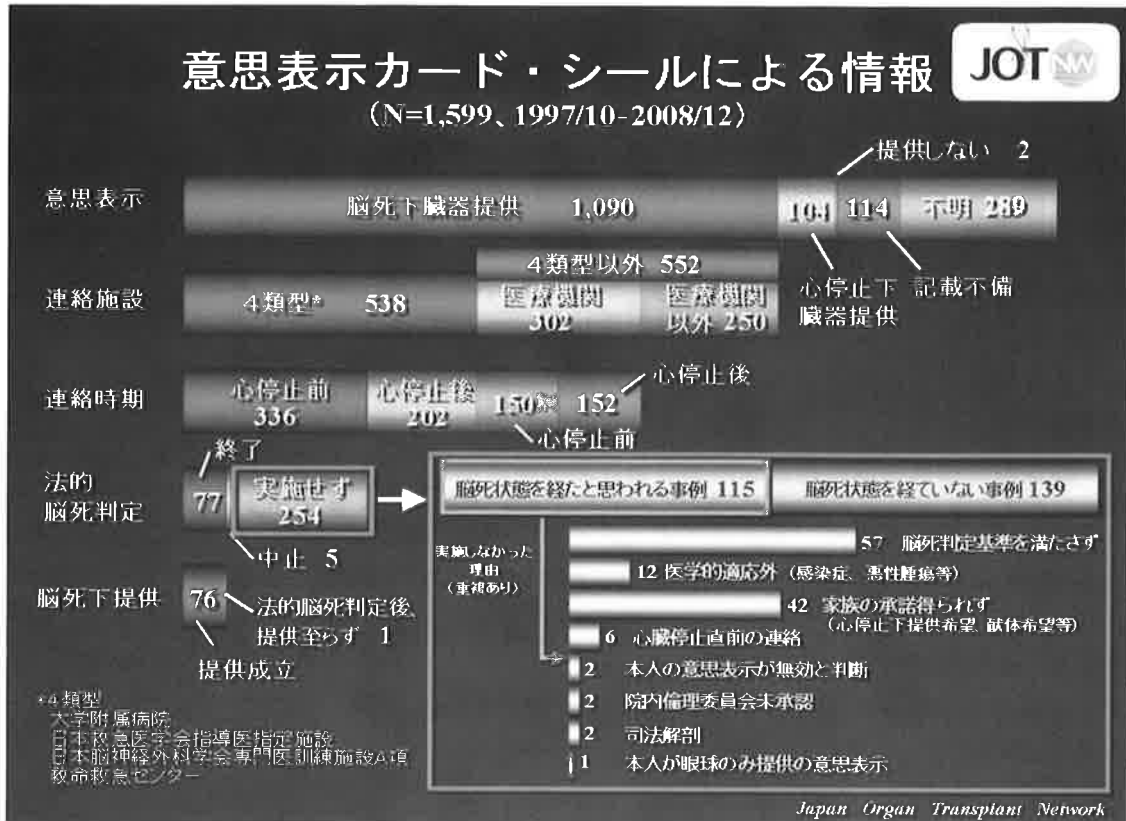 意思表示カード・シールによる情報
JOT NW
(N=1,599、1997/10-2008/12)
提供しない 2
意思表示
脳死下臓器提供 1,090
104
114
不明 289
4類型以外 552
連絡施設
4類型* 538
医療機関
302
医療機関
以外 250
心停止下
臓器提供
記載不備
連絡時期
心停止前
336
心停止後
202
150
152
心停止後
心停止前
終了
法的
脳死判定
77
実施せず
254
中止 5
脳死状態を経たと思われる事例 115
脳死状態を経ていない事例 139
実施しなかった
理由
(重複あり)
57 脳死判定基準を満たさず
12 医学的適応外 (感染症、悪性腫瘍等)
42 家族の承諾得られず
(心停止下提供希望、献体希望等)
6 心臓停止直前の連絡
2 本人の意思表示が無効と判断
2 院内倫理委員会未承認
2 司法解剖
1 本人が眼球のみ提供の意思表示
脳死下提供
76
法的脳死判定後、
提供至らず 1
提供成立
*4類型
大学附属病院
日本救急医学会指導医指定施設
日本脳神経外科学会専門医訓練施設A項
救命救急センター
Japan Organ Transplant Network